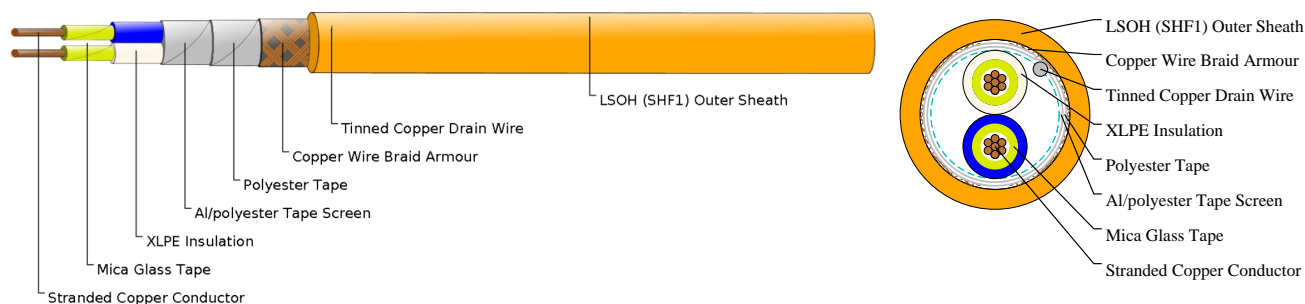 LSOH (SHF1) Outer Sheath
Tinned Copper Drain Wire
Copper Wire Braid Armour
Polyester Tape
Al/polyester Tape Screen
XLPE Insulation
Mica Glass Tape
Stranded Copper Conductor
LSOH (SHF1) Outer Sheath
Copper Wire Braid Armour
Tinned Copper Drain Wire
XLPE Insulation
Polyester Tape
Al/polyester Tape Screen
Mica Glass Tape
Stranded Copper Conductor